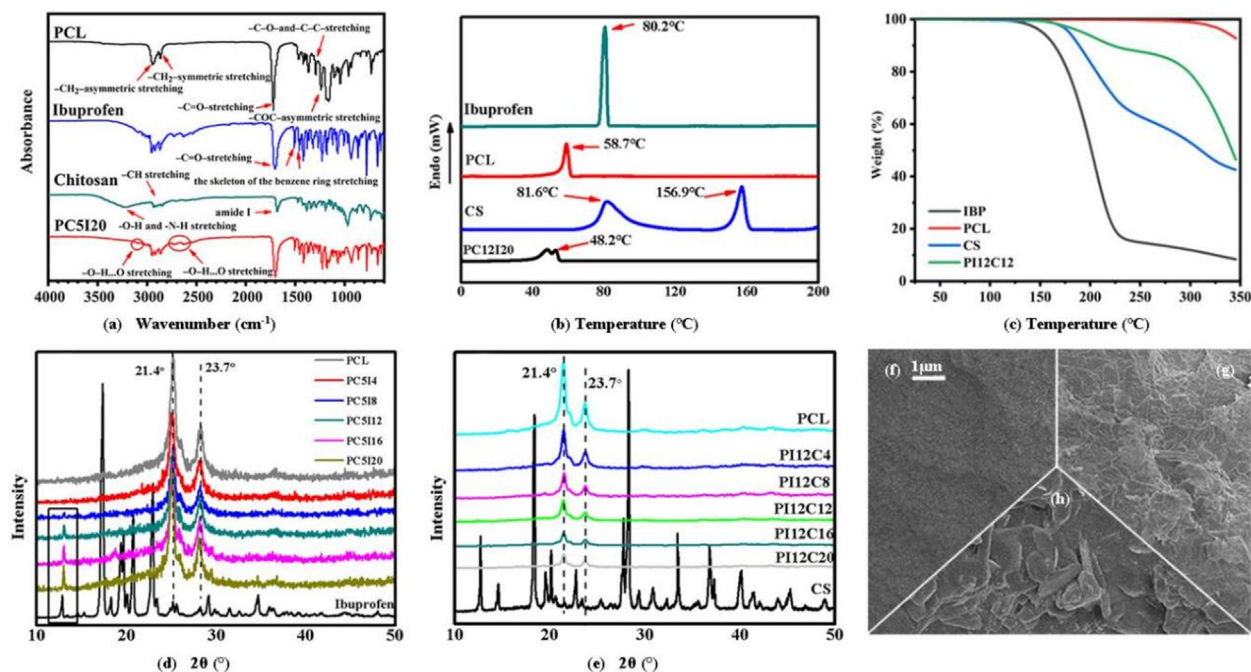 PCL
–C–O–and–C–C–stretching
–CH₂–symmetric stretching
–CH₂–asymmetric stretching
–C=O–stretching
–COC–asymmetric stretching
Ibuprofen
–C=O–stretching
the skeleton of the benzene ring stretching
Chitosan
–CH stretching
amide I
-O-H and -N-H stretching
PC5I20
–O–H...O stretching
–O–H...O stretching
Absorbance
4000 3000 2000 1000
(a) Wavenumber (cm⁻¹)
80.2℃
Ibuprofen
58.7℃
PCL
81.6℃
156.9℃
CS
48.2℃
PC12I20
Endo (mW)
0 40 80 120 160 200
(b) Temperature (℃)
100
80
60
40
20
0
Weight (%)
IBP
PCL
CS
PI12C12
50 100 150 200 250 300 350
(c) Temperature (℃)
21.4°
23.7°
PCL
PC5I4
PC5I8
PC5I12
PC5I16
PC5I20
Ibuprofen
Intensity
10 20 30 40 50
(d) 2θ (°)
21.4°
23.7°
PCL
PI12C4
PI12C8
PI12C12
PI12C16
PI12C20
CS
Intensity
10 20 30 40 50
(e) 2θ (°)
(f)
1μm
(g)
(h)